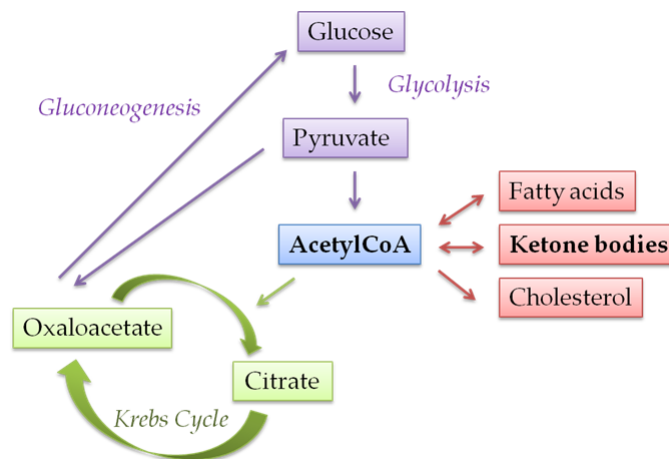 Glucose
Gluconeogenesis
Glycolysis
Pyruvate
Fatty acids
AcetylCoA
Ketone bodies
Cholesterol
Oxaloacetate
Citrate
Krebs Cycle